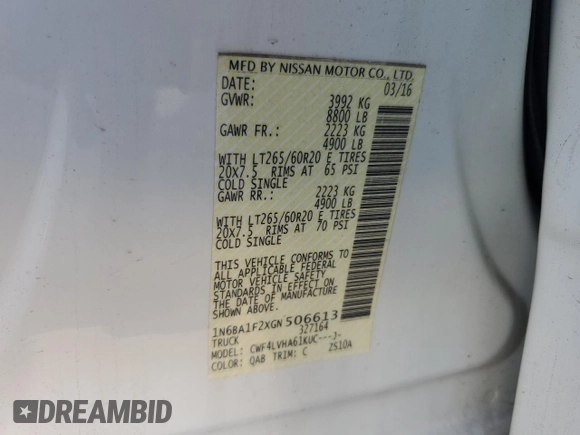 MFD BY NISSAN MOTOR CO., LTD.
DATE: 03/16
GVWR: 3992 KG
8800 LB
GAWR FR.: 2223 KG
4900 LB
WITH LT265/60R20 E TIRES
20X7.5 RIMS AT 65 PSI
COLD SINGLE
GAWR RR.: 2223 KG
4900 LB
WITH LT265/60R20 E TIRES
20X7.5 RIMS AT 70 PSI
COLD SINGLE
THIS VEHICLE CONFORMS TO
ALL APPLICABLE FEDERAL
MOTOR VEHICLE SAFETY
STANDARDS IN EFFECT ON
THE DATE OF MANUFACTURE
SHOWN ABOVE.
1N6BA1F2XGN506613
TRUCK 327164
MODEL: CWF4LVHA61KUC---J-
COLOR: QAB TRIM: C ZS10A
DREAMBID